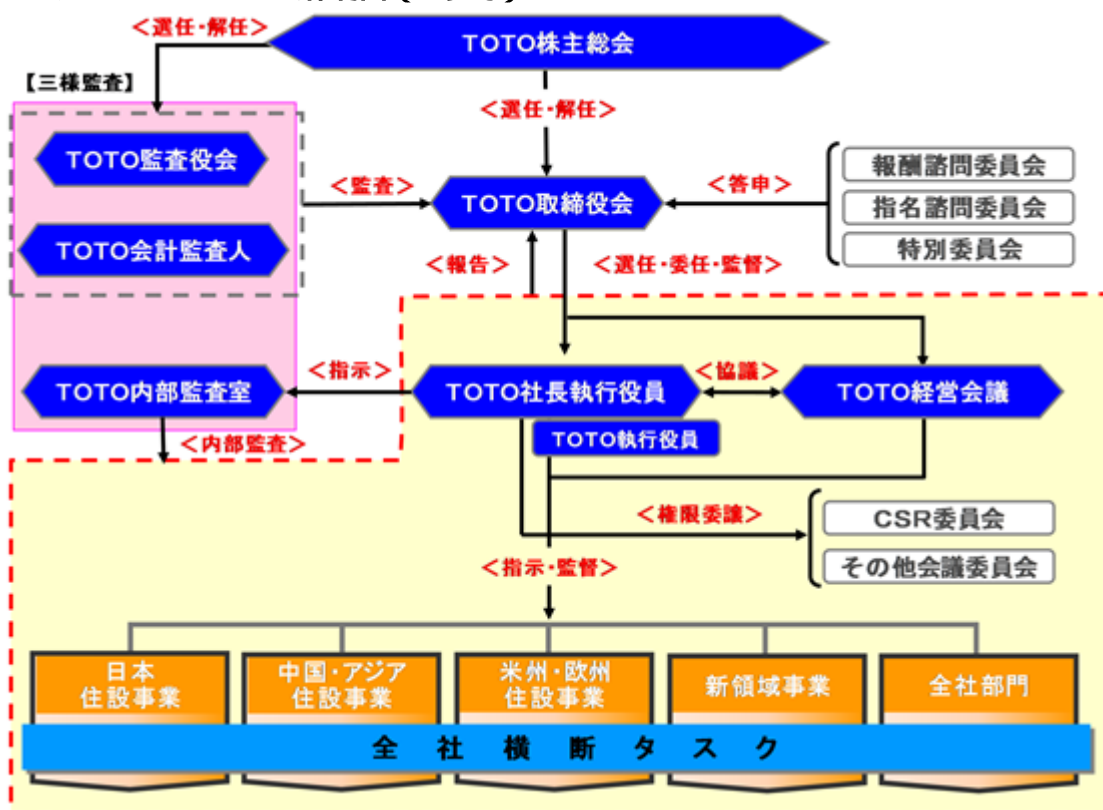 ＜選任・解任＞
TOTO株主総会
【三様監査】
＜選任・解任＞
TOTO監査役会
＜監査＞
TOTO取締役会
＜答申＞
報酬諮問委員会
指名諮問委員会
特別委員会
TOTO会計監査人
＜報告＞
＜選任・委任・監督＞
TOTO内部監査室
＜指示＞
TOTO社長執行役員
＜協議＞
TOTO経営会議
＜内部監査＞
TOTO執行役員
＜権限委譲＞
CSR委員会
その他会議委員会
＜指示・監督＞
日本
住設事業
中国・アジア
住設事業
米州・欧州
住設事業
新領域事業
全社部門
全社横断タスク